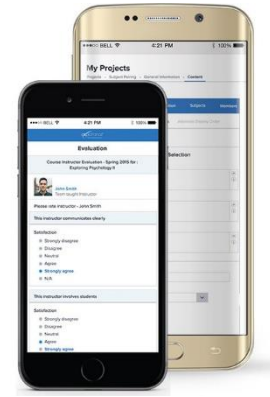 BELL 4:21 PM 100%
My Projects
Projects Subject Pairing General Information Content
Subjects Members
Selection
BELL 4:21 PM 100%
Evaluation
Course Instructor Evaluation - Spring 2015 for :
Exploring Psychology II
John Smith
Team-taught Instructor
Please rate instructor - John Smith
This instructor communicates clearly
Satisfaction
Strongly disagree
Disagree
Neutral
Agree
Strongly agree
N/A
This instructor involves students
Satisfaction
Strongly disagree
Disagree
Neutral
Agree
Strongly agree